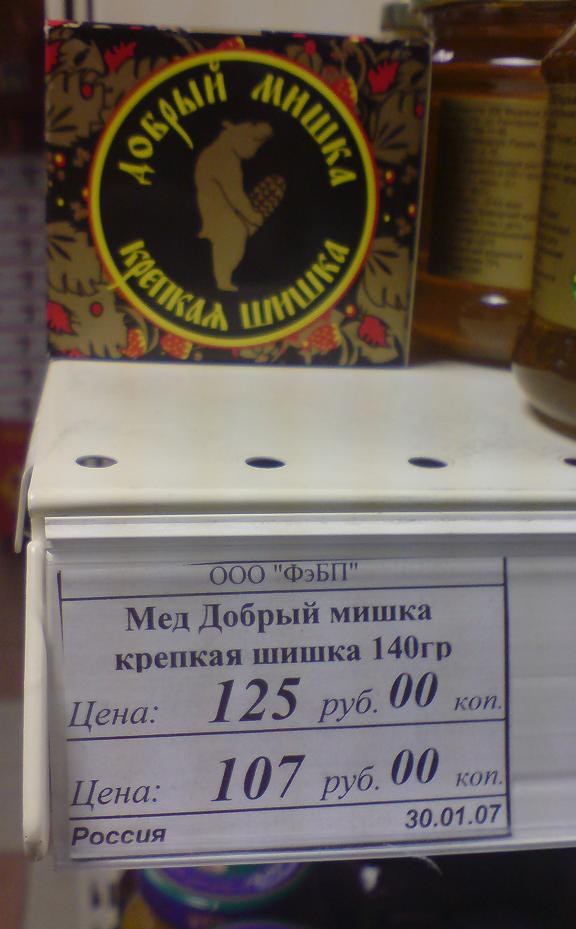 ДОБРЫЙ МИШКА
КРЕПКАЯ ШИШКА
ООО "ФэБП"
Мед Добрый мишка
крепкая шишка 140гр
Цена: 125 руб. 00 коп.
Цена: 107 руб. 00 коп.
Россия 30.01.07